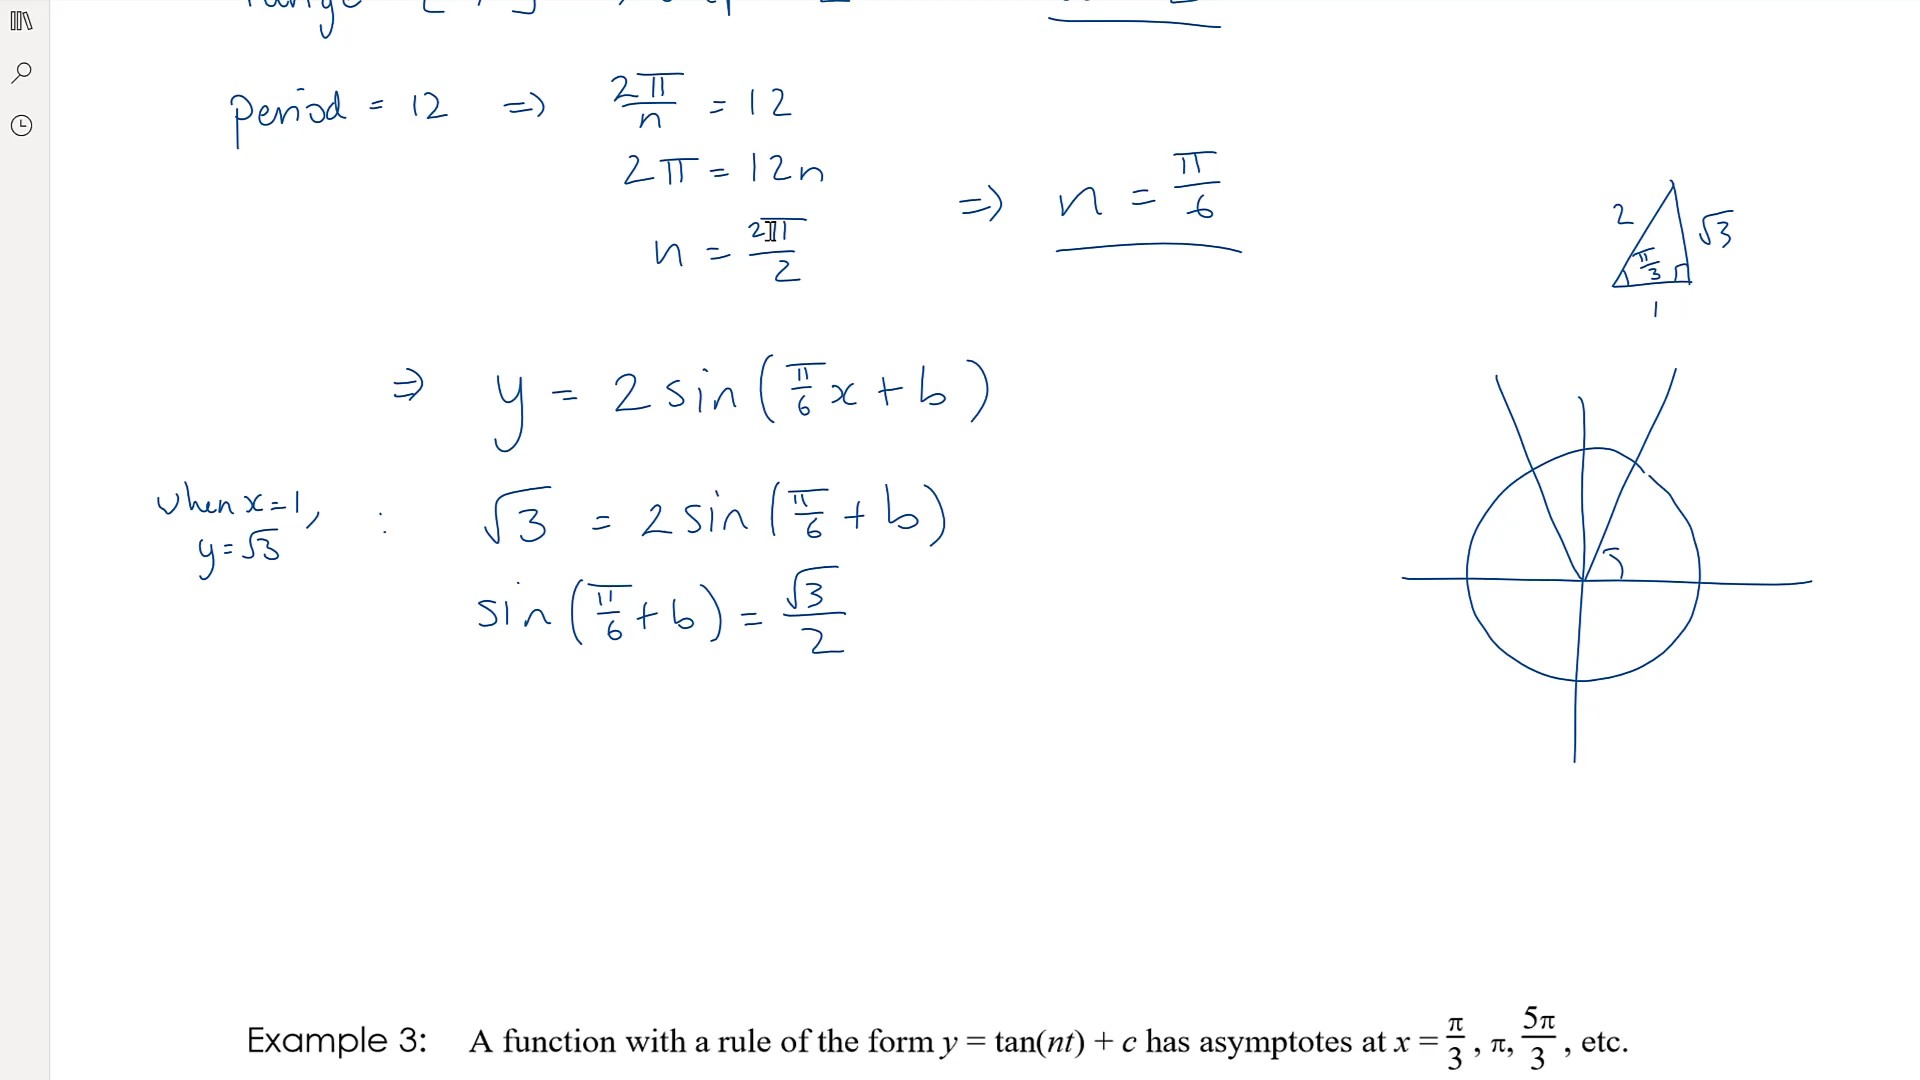 period = 12 ⇒ 2π/n = 12
2π = 12n
n = 2π/2
⇒ n = π/6
2
√3
π/3
1
⇒ y = 2 sin(π/6 x + b)
when x = 1,
y = √3
: √3 = 2 sin(π/6 + b)
sin(π/6 + b) = √3/2
Example 3: A function with a rule of the form y = tan(nt) + c has asymptotes at x = π/3, π, 5π/3, etc.